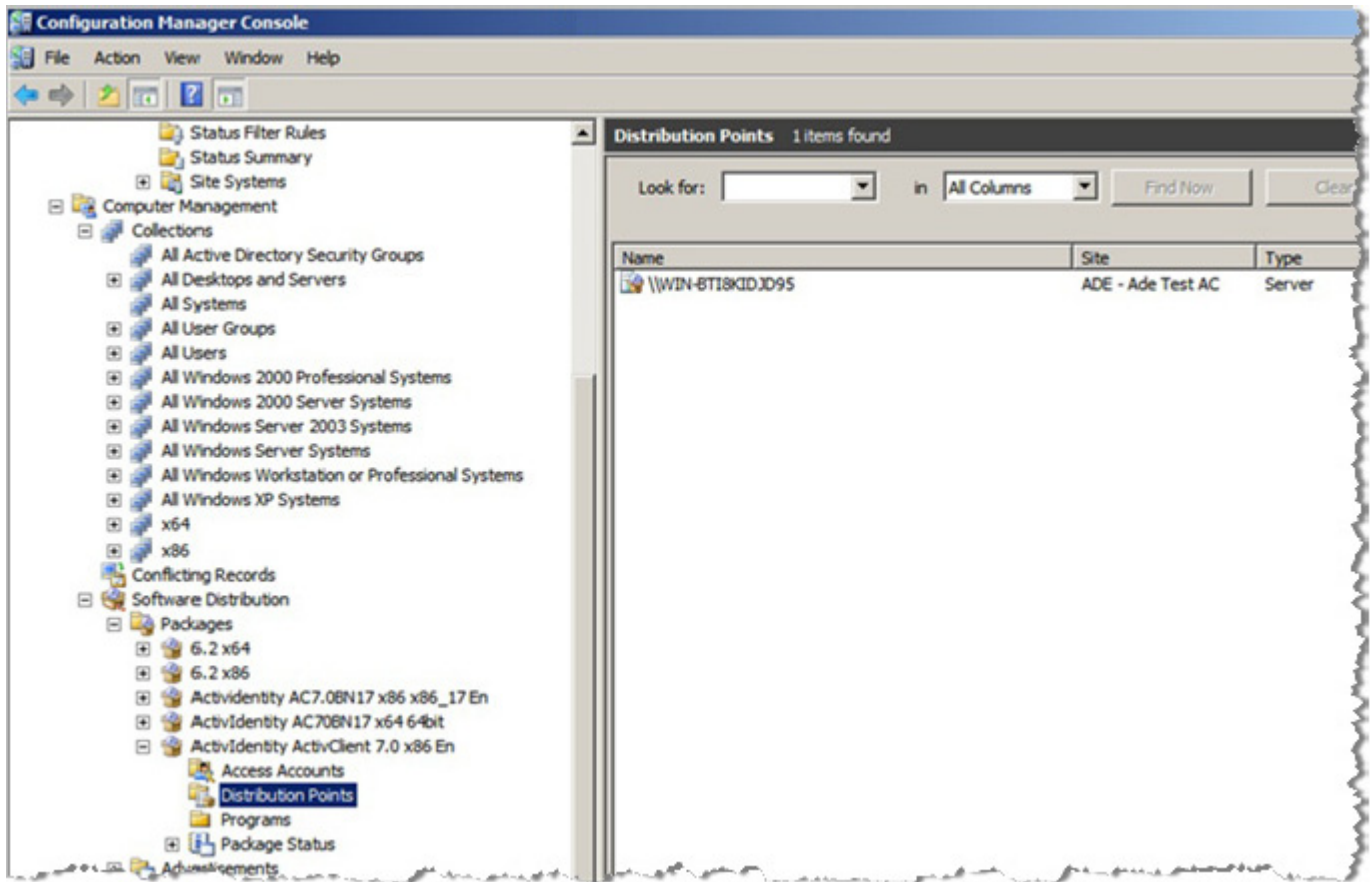 Configuration Manager Console
File Action View Window Help
Status Filter Rules
Status Summary
Site Systems
Computer Management
Collections
All Active Directory Security Groups
All Desktops and Servers
All Systems
All User Groups
All Users
All Windows 2000 Professional Systems
All Windows 2000 Server Systems
All Windows Server 2003 Systems
All Windows Server Systems
All Windows Workstation or Professional Systems
All Windows XP Systems
x64
x86
Conflicting Records
Software Distribution
Packages
6.2 x64
6.2 x86
Actividentity AC7.0BN17 x86 x86_17 En
ActivIdentity AC70BN17 x64 64bit
ActivIdentity ActivClient 7.0 x86 En
Access Accounts
Distribution Points
Programs
Package Status
Advertisements
Distribution Points 1 items found
Look for: in All Columns Find Now Clear
Name Site Type
\\WIN-BTI8KIDJD95 ADE - Ade Test AC Server